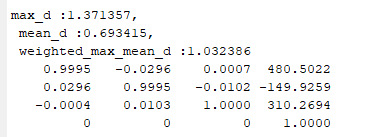 max_d :1.371357,
mean_d :0.693415,
weighted_max_mean_d :1.032386
0.9995 -0.0296 0.0007 480.5022
0.0296 0.9995 -0.0102 -149.9259
-0.0004 0.0103 1.0000 310.2694
0 0 0 1.0000